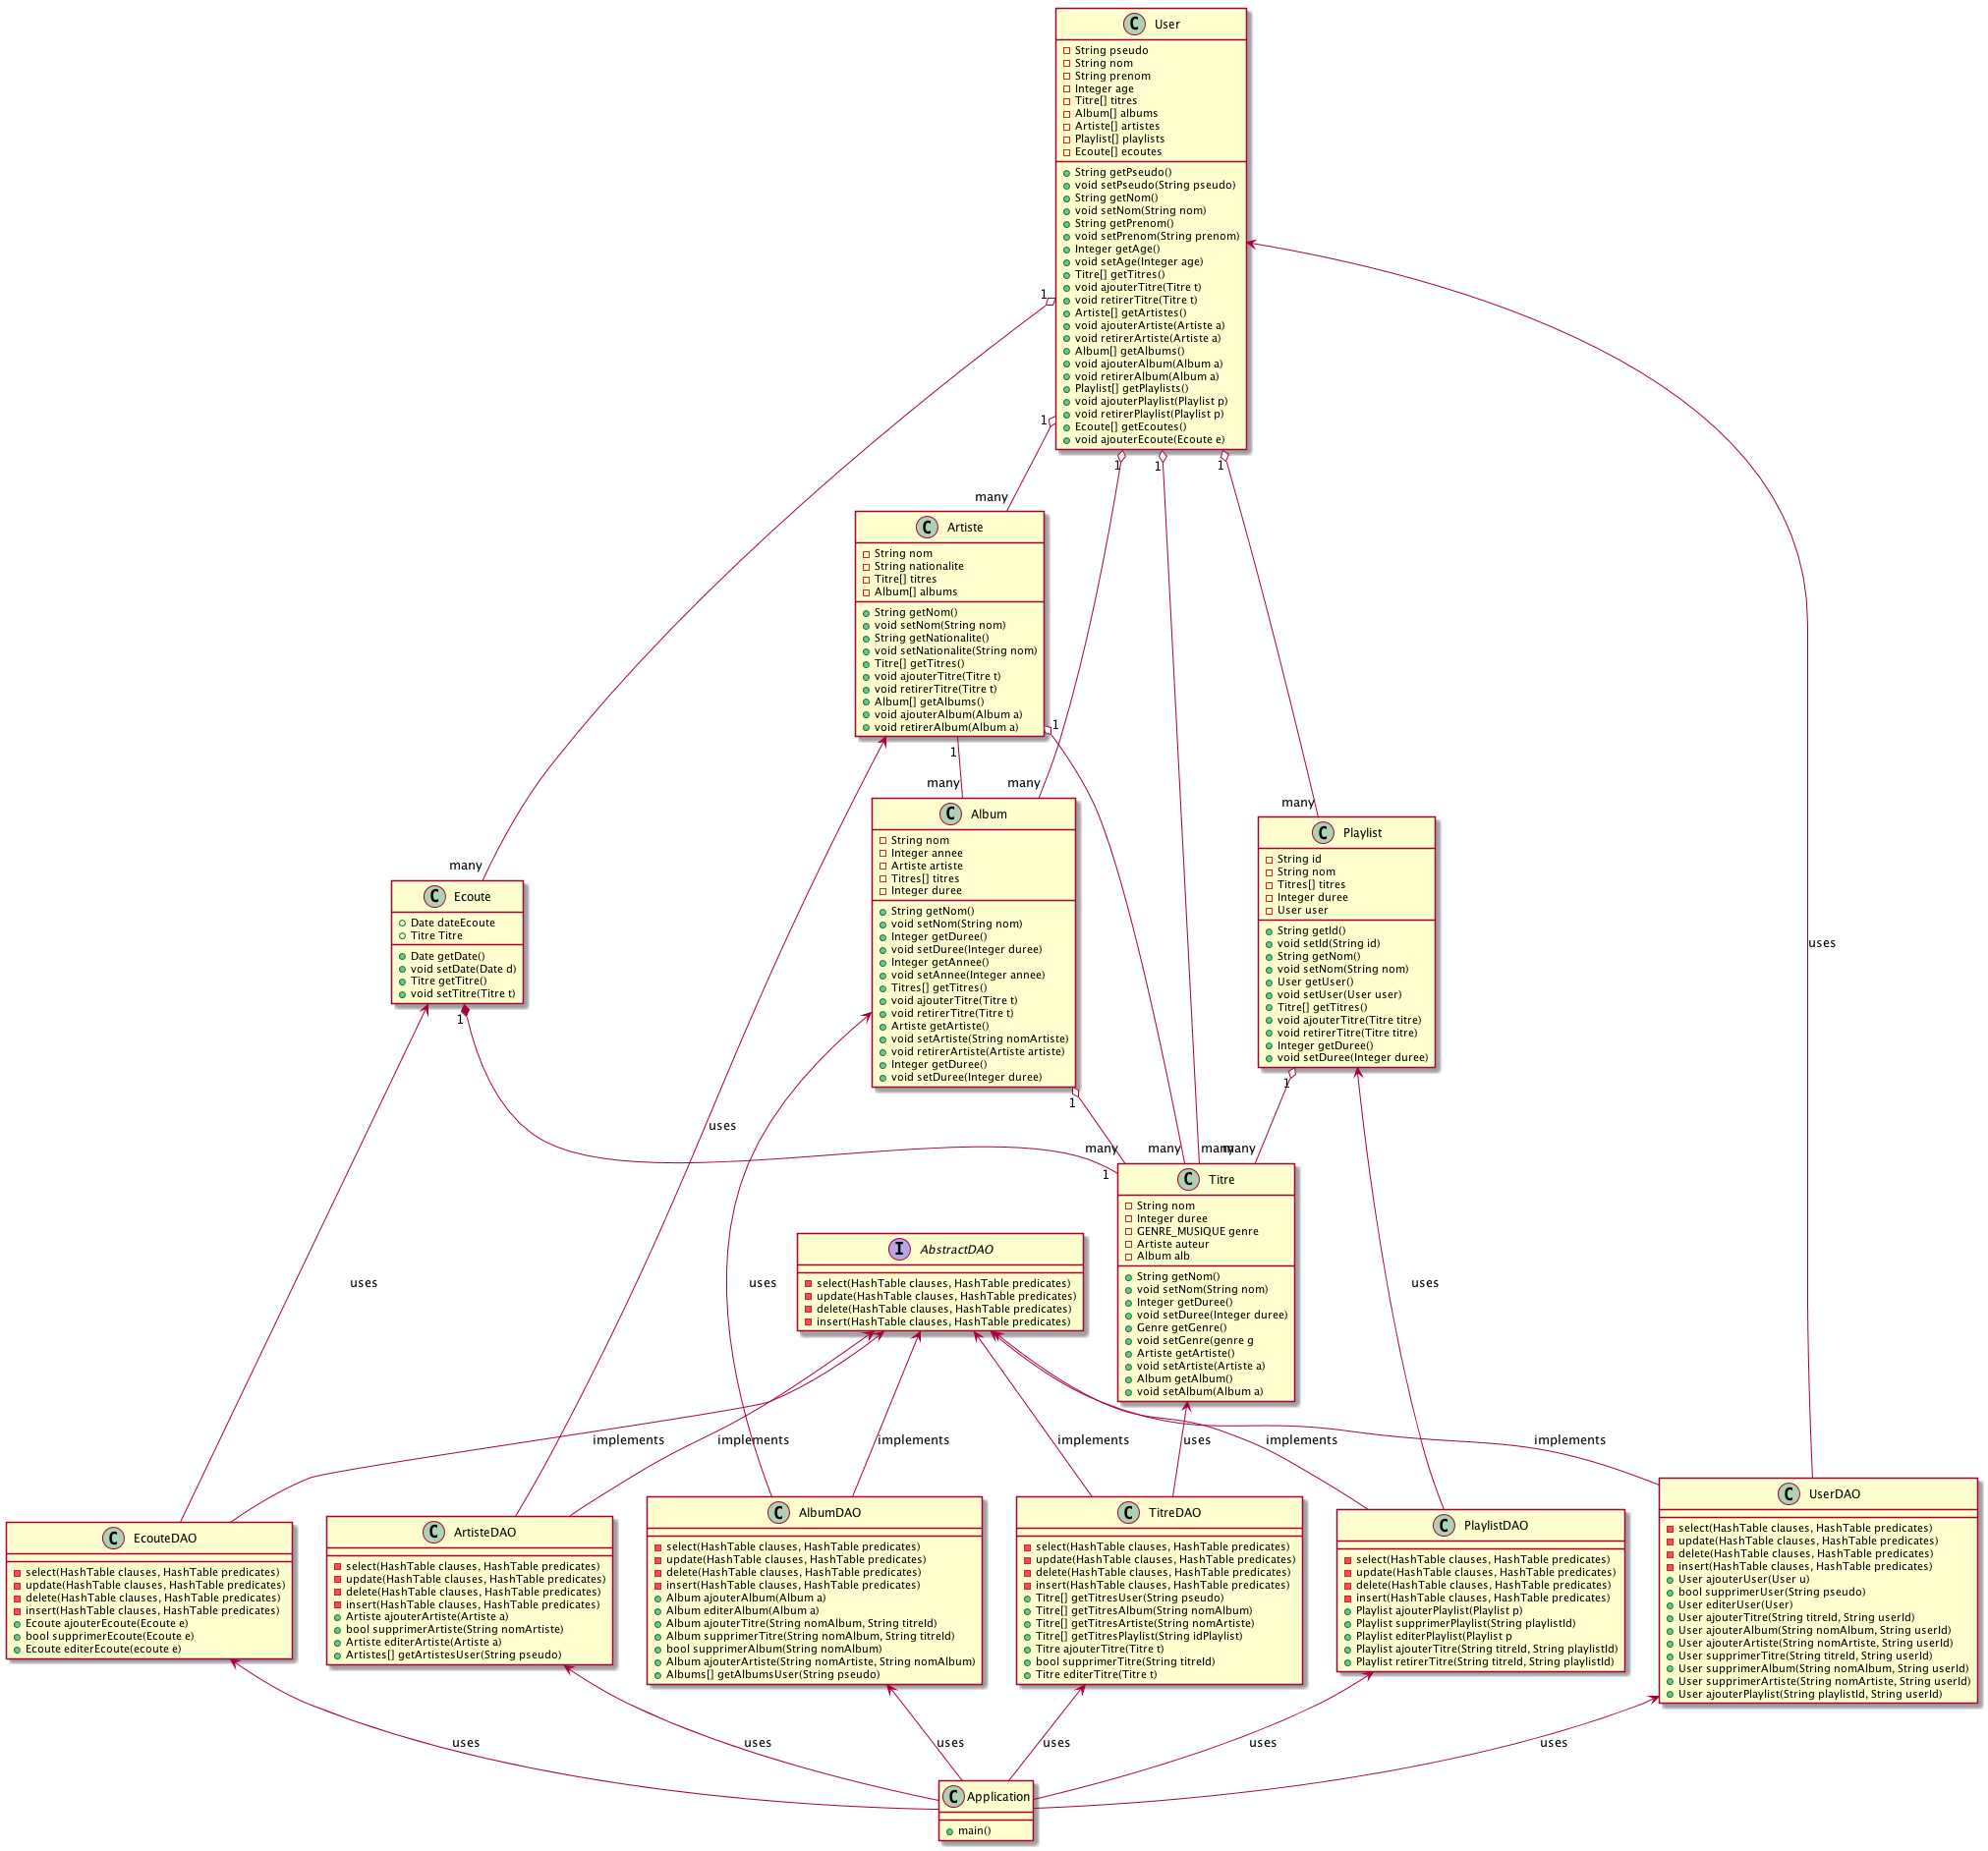 User
String pseudo
String nom
String prenom
Integer age
Titre[] titres
Album[] albums
Artiste[] artistes
Playlist[] playlists
Ecoute[] ecoutes
String getPseudo()
void setPseudo(String pseudo)
String getNom()
void setNom(String nom)
String getPrenom()
void setPrenom(String prenom)
Integer getAge()
void setAge(Integer age)
Titre[] getTitres()
void ajouterTitre(Titre t)
void retirerTitre(Titre t)
Artiste[] getArtistes()
void ajouterArtiste(Artiste a)
void retirerArtiste(Artiste a)
Album[] getAlbums()
void ajouterAlbum(Album a)
void retirerAlbum(Album a)
Playlist[] getPlaylists()
void ajouterPlaylist(Playlist p)
void retirerPlaylist(Playlist p)
Ecoute[] getEcoutes()
void ajouterEcoute(Ecoute e)
1
1
1
1
1
many
Artiste
String nom
String nationalite
Titre[] titres
Album[] albums
String getNom()
void setNom(String nom)
String getNationalite()
void setNationalite(String nom)
Titre[] getTitres()
void ajouterTitre(Titre t)
void retirerTitre(Titre t)
Album[] getAlbums()
void ajouterAlbum(Album a)
void retirerAlbum(Album a)
1
1
many
many
many
many
Album
String nom
Integer annee
Artiste artiste
Titres[] titres
Integer duree
String getNom()
void setNom(String nom)
Integer getDuree()
void setDuree(Integer duree)
Integer getAnnee()
void setAnnee(Integer annee)
Titres[] getTitres()
void ajouterTitre(Titre t)
void retirerTitre(Titre t)
Artiste getArtiste()
void setArtiste(String nomArtiste)
void retirerArtiste(Artiste artiste)
Integer getDuree()
void setDuree(Integer duree)
Playlist
String id
String nom
Titres[] titres
Integer duree
User user
String getId()
void setId(String id)
String getNom()
void setNom(String nom)
User getUser()
void setUser(User user)
Titre[] getTitres()
void ajouterTitre(Titre titre)
void retirerTitre(Titre titre)
Integer getDuree()
void setDuree(Integer duree)
Ecoute
Date dateEcoute
Titre Titre
Date getDate()
void setDate(Date d)
Titre getTitre()
void setTitre(Titre t)
uses
1
1
1
uses
many
many
many
many
1
Titre
String nom
Integer duree
GENRE_MUSIQUE genre
Artiste auteur
Album alb
String getNom()
void setNom(String nom)
Integer getDuree()
void setDuree(Integer duree)
Genre getGenre()
void setGenre(genre g
Artiste getArtiste()
void setArtiste(Artiste a)
Album getAlbum()
void setAlbum(Album a)
AbstractDAO
select(HashTable clauses, HashTable predicates)
update(HashTable clauses, HashTable predicates)
delete(HashTable clauses, HashTable predicates)
insert(HashTable clauses, HashTable predicates)
uses
uses
uses
implements
implements
implements
implements
uses
implements
implements
EcouteDAO
select(HashTable clauses, HashTable predicates)
update(HashTable clauses, HashTable predicates)
delete(HashTable clauses, HashTable predicates)
insert(HashTable clauses, HashTable predicates)
Ecoute ajouterEcoute(Ecoute e)
bool supprimerEcoute(Ecoute e)
Ecoute editerEcoute(ecoute e)
ArtisteDAO
select(HashTable clauses, HashTable predicates)
update(HashTable clauses, HashTable predicates)
delete(HashTable clauses, HashTable predicates)
insert(HashTable clauses, HashTable predicates)
Artiste ajouterArtiste(Artiste a)
bool supprimerArtiste(String nomArtiste)
Artiste editerArtiste(Artiste a)
Artistes[] getArtistesUser(String pseudo)
AlbumDAO
select(HashTable clauses, HashTable predicates)
update(HashTable clauses, HashTable predicates)
delete(HashTable clauses, HashTable predicates)
insert(HashTable clauses, HashTable predicates)
Album ajouterAlbum(Album a)
Album editerAlbum(Album a)
Album ajouterTitre(String nomAlbum, String titreId)
Album supprimerTitre(String nomAlbum, String titreId)
bool supprimerAlbum(String nomAlbum)
Album ajouterArtiste(String nomArtiste, String nomAlbum)
Albums[] getAlbumsUser(String pseudo)
TitreDAO
select(HashTable clauses, HashTable predicates)
update(HashTable clauses, HashTable predicates)
delete(HashTable clauses, HashTable predicates)
insert(HashTable clauses, HashTable predicates)
Titre[] getTitresUser(String pseudo)
Titre[] getTitresAlbum(String nomAlbum)
Titre[] getTitresArtiste(String nomArtiste)
Titre[] getTitresPlaylist(String idPlaylist)
Titre ajouterTitre(Titre t)
bool supprimerTitre(String titreId)
Titre editerTitre(Titre t)
PlaylistDAO
select(HashTable clauses, HashTable predicates)
update(HashTable clauses, HashTable predicates)
delete(HashTable clauses, HashTable predicates)
insert(HashTable clauses, HashTable predicates)
Playlist ajouterPlaylist(Playlist p)
Playlist supprimerPlaylist(String playlistId)
Playlist editerPlaylist(Playlist p
Playlist ajouterTitre(String titreId, String playlistId)
Playlist retirerTitre(String titreId, String playlistId)
UserDAO
select(HashTable clauses, HashTable predicates)
update(HashTable clauses, HashTable predicates)
delete(HashTable clauses, HashTable predicates)
insert(HashTable clauses, HashTable predicates)
User ajouterUser(User u)
bool supprimerUser(String pseudo)
User editerUser(User)
User ajouterTitre(String titreId, String userId)
User ajouterAlbum(String nomAlbum, String userId)
User ajouterArtiste(String nomArtiste, String userId)
User supprimerTitre(String titreId, String userId)
User supprimerAlbum(String nomAlbum, String userId)
User supprimerArtiste(String nomArtiste, String userId)
User ajouterPlaylist(String playlistId, String userId)
uses
uses
uses
uses
uses
uses
Application
main()